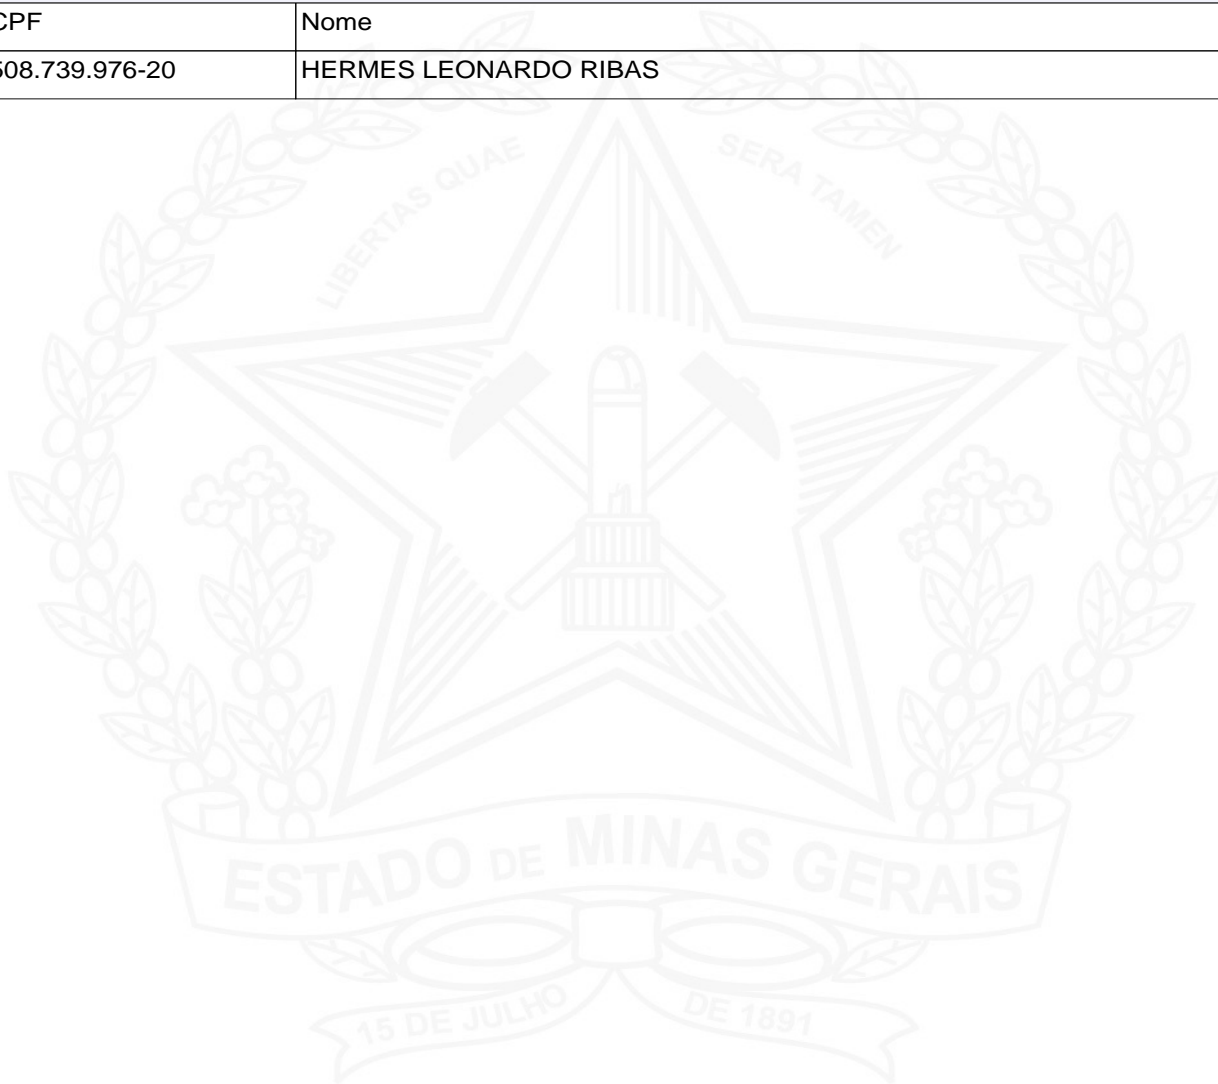 CPF Nome
508.739.976-20 HERMES LEONARDO RIBAS
LIBERTAS QUAE SERA TAMEN
ESTADO DE MINAS GERAIS
15 DE JULHO DE 1891